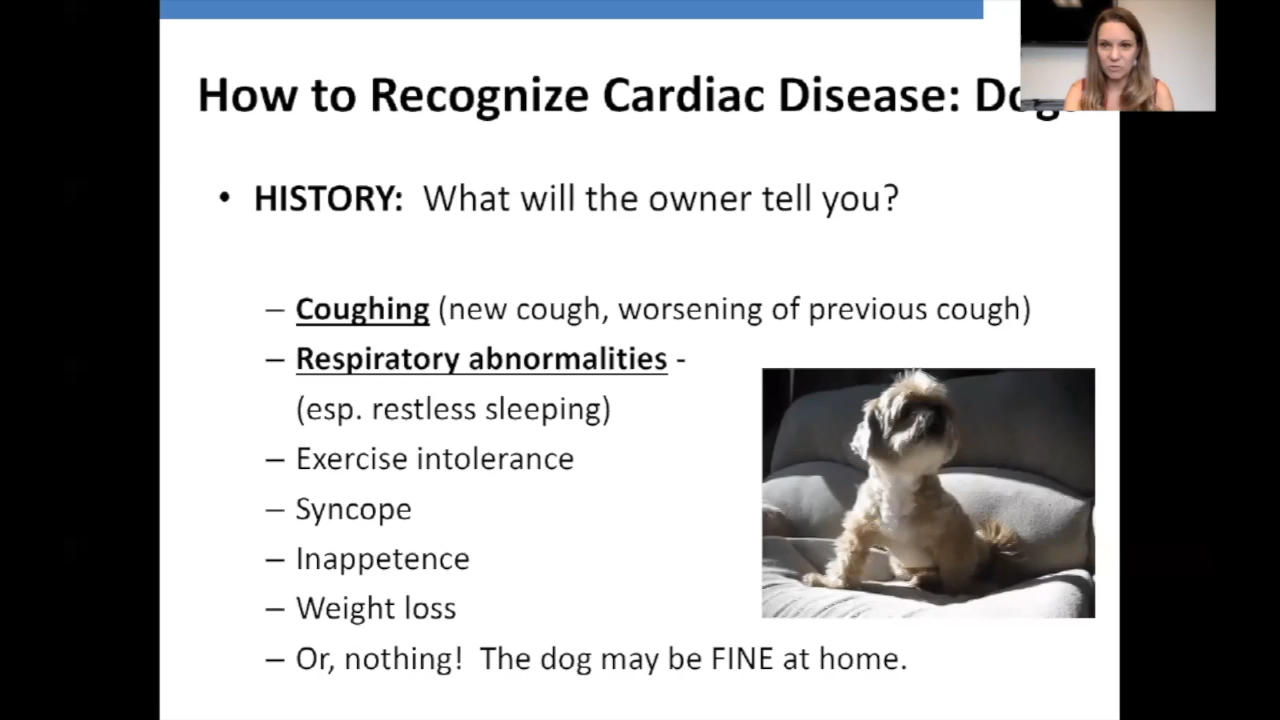 How to Recognize Cardiac Disease: Dogs
• HISTORY: What will the owner tell you?
– Coughing (new cough, worsening of previous cough)
– Respiratory abnormalities -
(esp. restless sleeping)
– Exercise intolerance
– Syncope
– Inappetence
– Weight loss
– Or, nothing! The dog may be FINE at home.